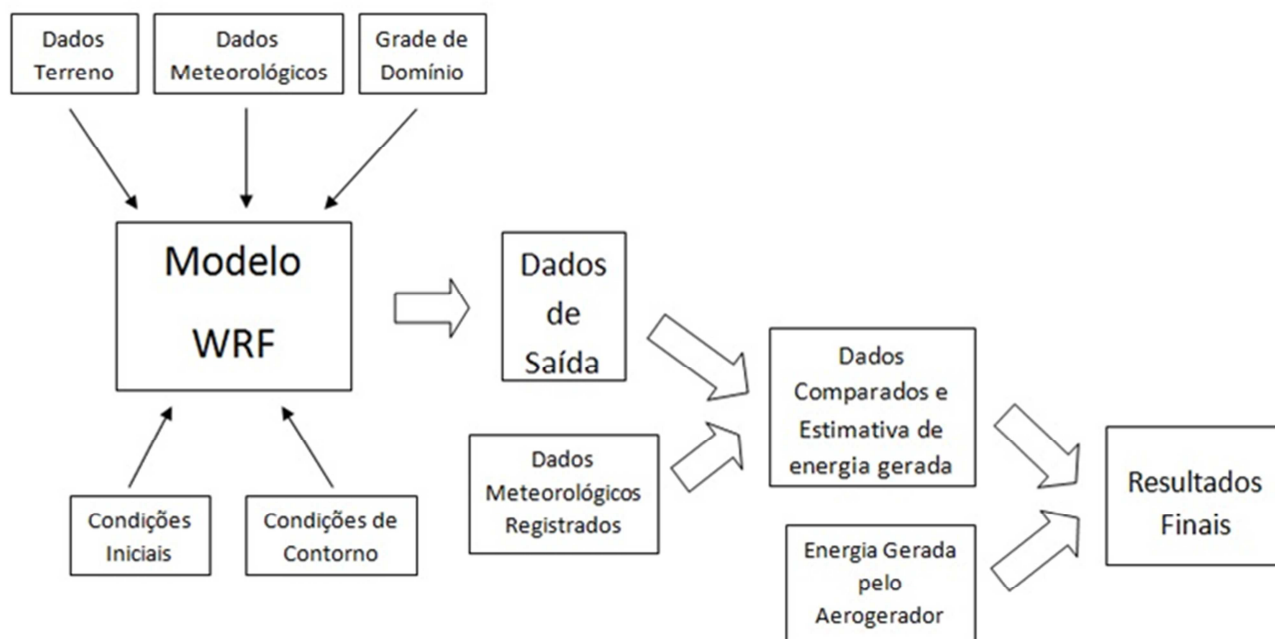 Dados
Terreno
Dados
Meteorológicos
Grade de
Domínio
Modelo
WRF
Dados
de
Saída
Dados
Comparados e
Estimativa de
energia gerada
Dados
Meteorológicos
Registrados
Resultados
Finais
Condições
Iniciais
Condições de
Contorno
Energia Gerada
pelo
Aerogerador